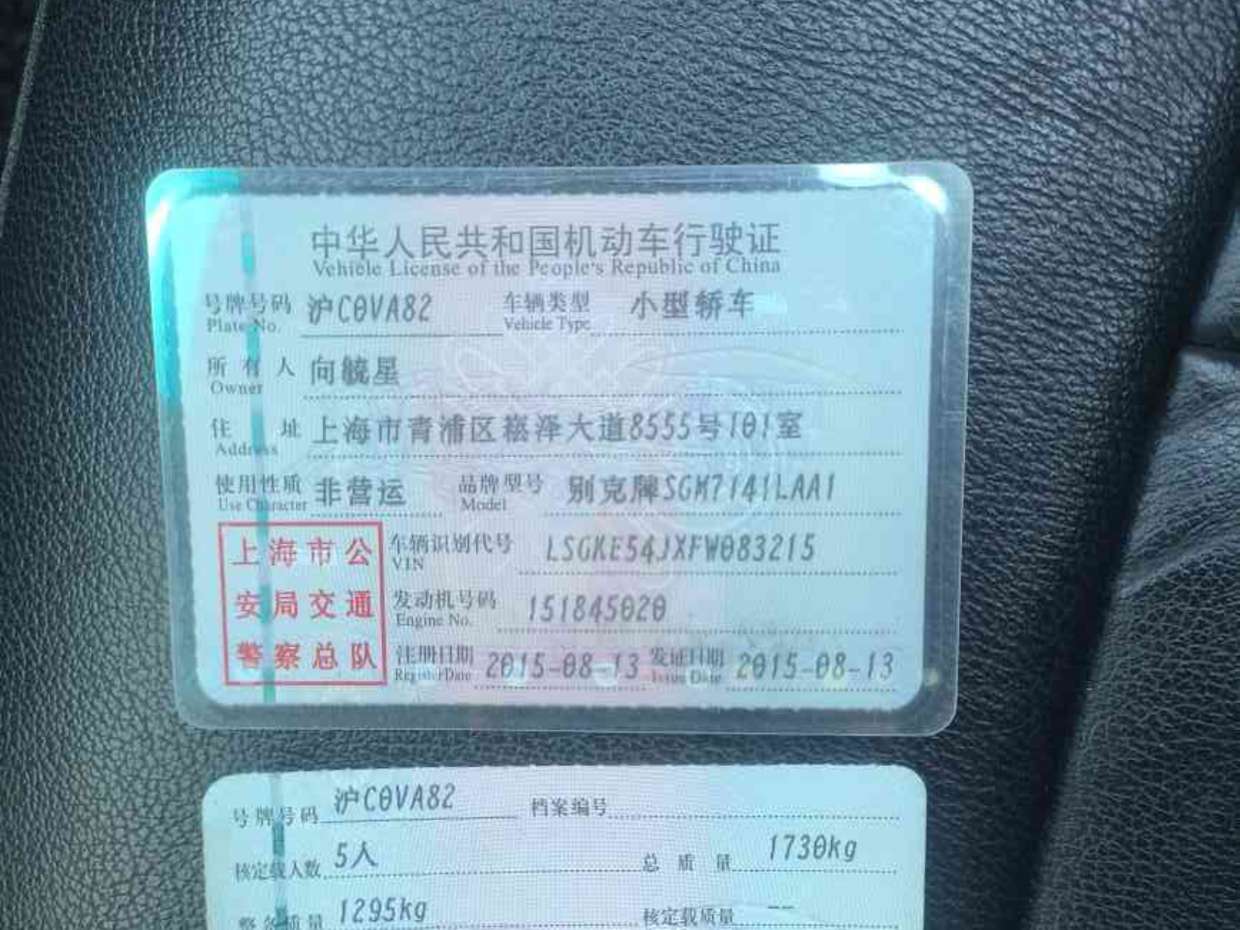 中华人民共和国机动车行驶证
Vehicle License of the People's Republic of China
号牌号码 沪C0VA82 车辆类型 小型轿车
Plate No. Vehicle Type
所有人 向毓星
Owner
住址 上海市青浦区崧泽大道8555号101室
Address
使用性质 非营运 品牌型号 别克牌SGM7141LAA1
Use Character Model
上海市公安局交通警察总队
车辆识别代号 LSGKE54JXFW083215
VIN
发动机号码 151845020
Engine No.
注册日期 2015-08-13 发证日期 2015-08-13
Register Date Issue Date
号牌号码 沪C0VA82 档案编号
核定载人数 5人 总质量 1730kg
整备质量 1295kg 核定载质量 --